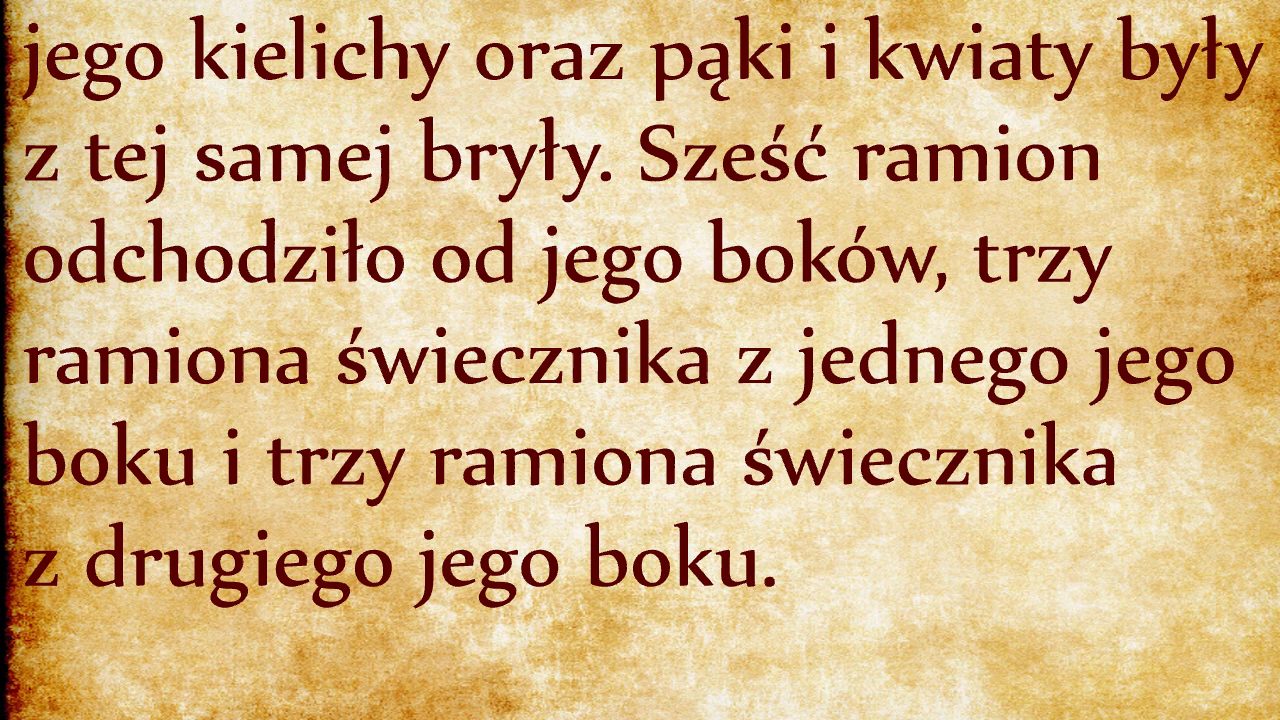 jego kielichy oraz pąki i kwiaty były
z tej samej bryły. Sześć ramion
odchodziło od jego boków, trzy
ramiona świecznika z jednego jego
boku i trzy ramiona świecznika
z drugiego jego boku.